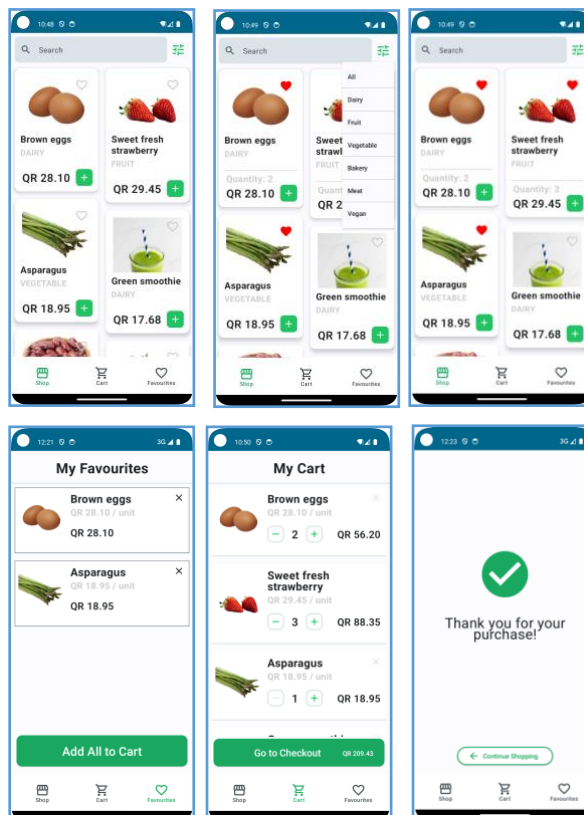 10:48
Search
Brown eggs
DAIRY
QR 28.10 +
Sweet fresh
strawberry
FRUIT
QR 29.45 +
Asparagus
VEGETABLE
QR 18.95 +
Green smoothie
DAIRY
QR 17.68 +
Shop Cart Favourites
10:49
Search
All
Dairy
Fruit
Vegetable
Bakery
Meat
Vegan
Brown eggs
DAIRY
Quantity: 2
QR 28.10 +
Sweet
strawl
FRUIT
Quant
QR 2
Asparagus
VEGETABLE
QR 18.95 +
Green smoothie
DAIRY
QR 17.68 +
Shop Cart Favourites
10:49
Search
Brown eggs
DAIRY
Quantity: 2
QR 28.10 +
Sweet fresh
strawberry
FRUIT
Quantity: 3
QR 29.45 +
Asparagus
VEGETABLE
QR 18.95 +
Green smoothie
DAIRY
QR 17.68 +
Shop Cart Favourites
12:21 3G
My Favourites
Brown eggs ×
QR 28.10 / unit
QR 28.10
Asparagus ×
QR 18.95 / unit
QR 18.95
Add All to Cart
Shop Cart Favourites
10:50
My Cart
Brown eggs ×
QR 28.10 / unit
− 2 + QR 56.20
Sweet fresh
strawberry
QR 29.45 / unit
− 3 + QR 88.35
Asparagus ×
QR 18.95 / unit
− 1 + QR 18.95
Go to Checkout QR 209.43
Shop Cart Favourites
12:23 3G
Thank you for your
purchase!
← Continue Shopping
Shop Cart Favourites